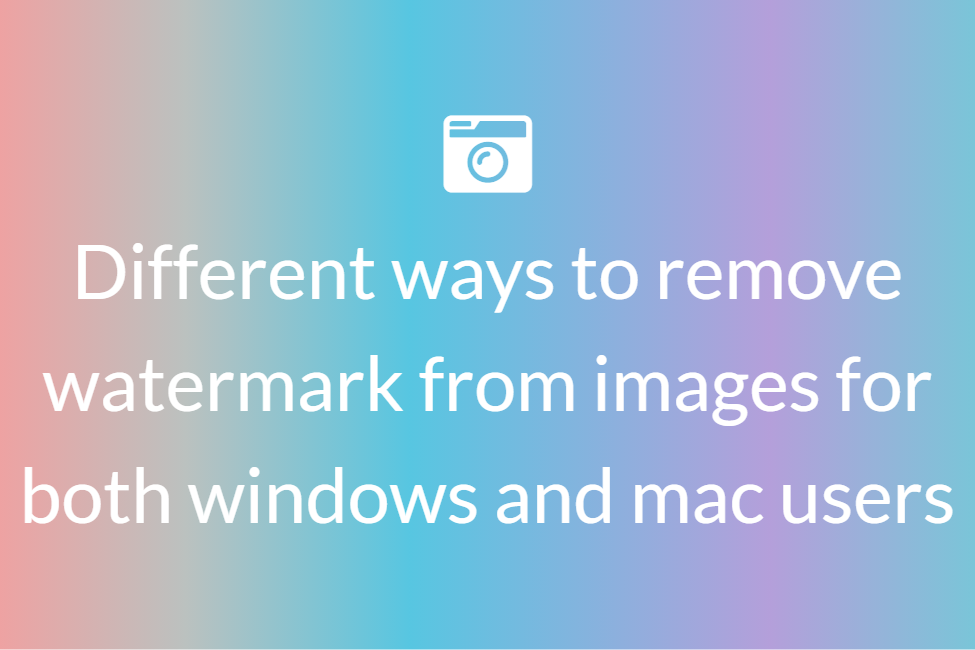 Different ways to remove
watermark from images for
both windows and mac users